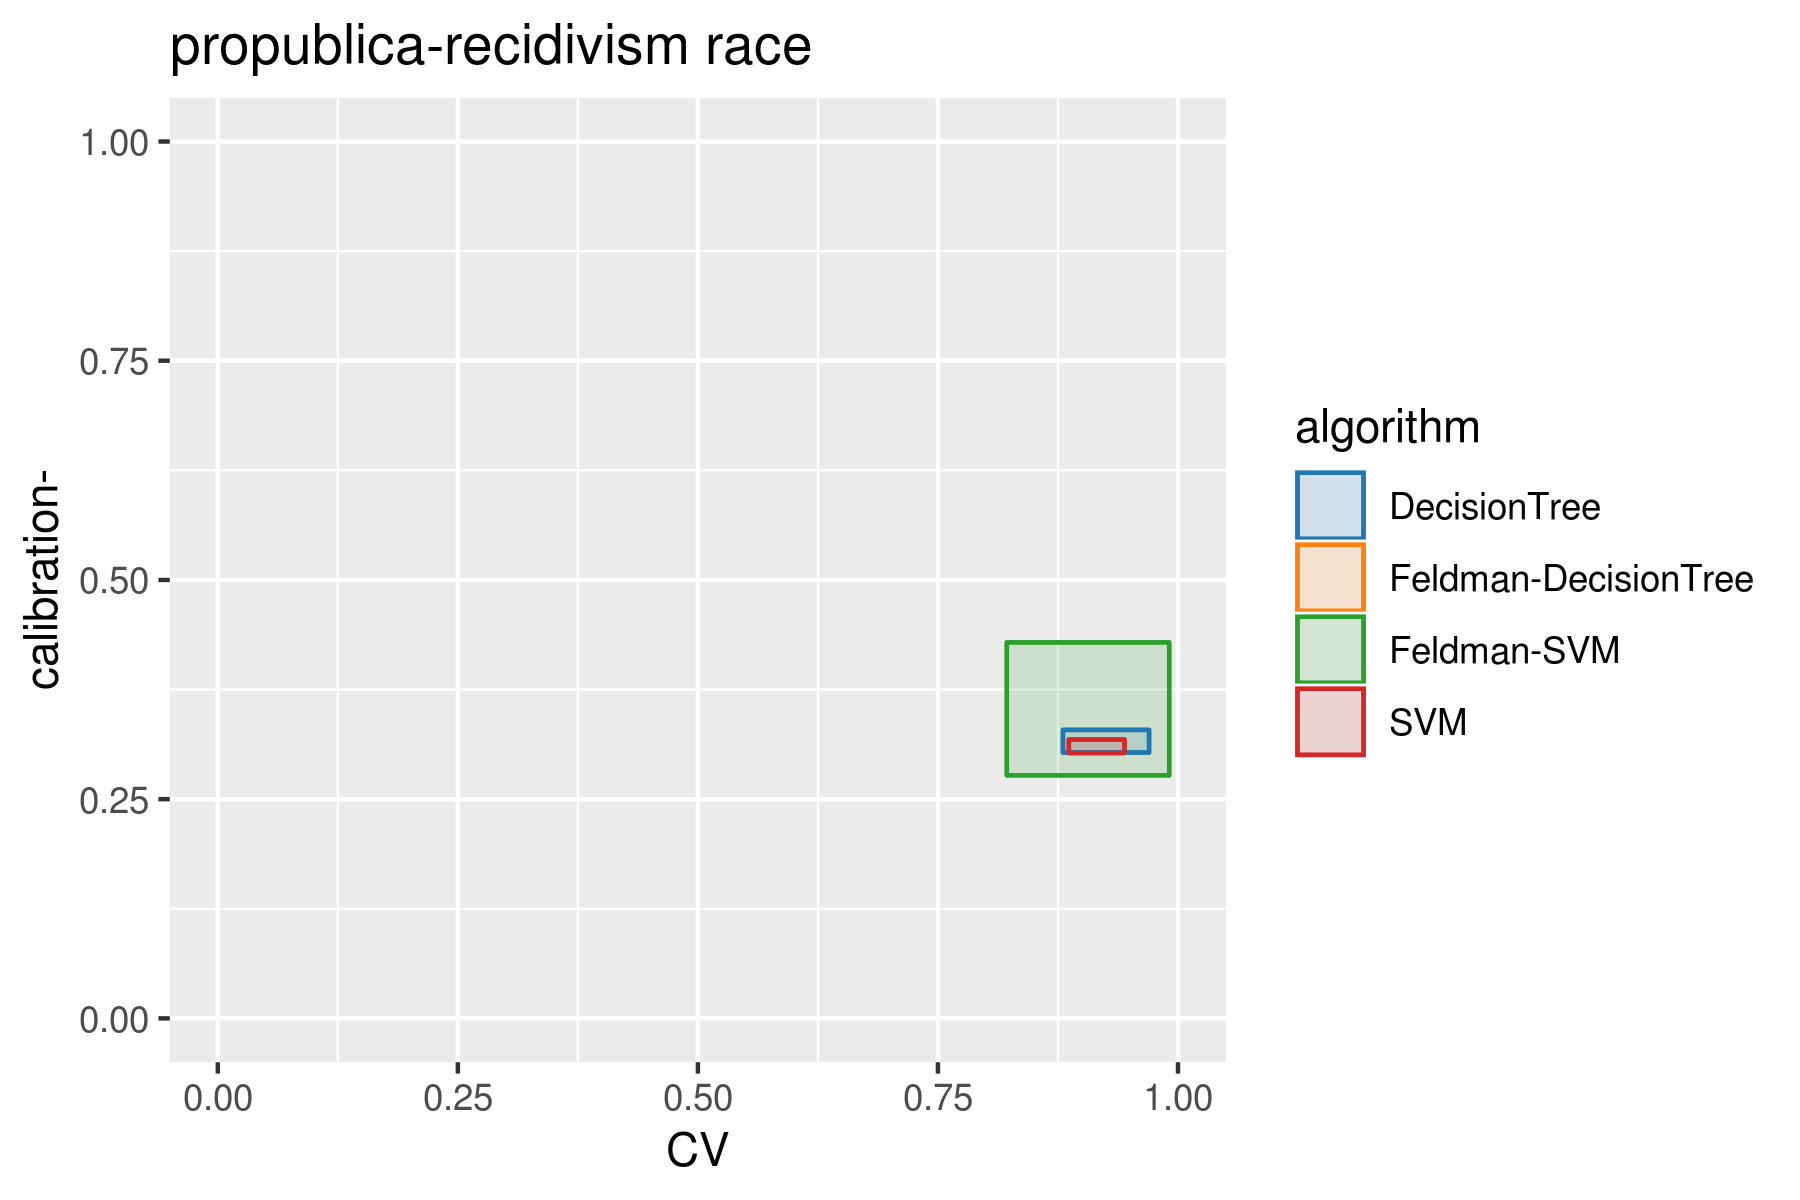 propublica-recidivism race
1.00
0.75
0.50
0.25
0.00
calibration-
0.00 0.25 0.50 0.75 1.00
CV
algorithm
DecisionTree
Feldman-DecisionTree
Feldman-SVM
SVM